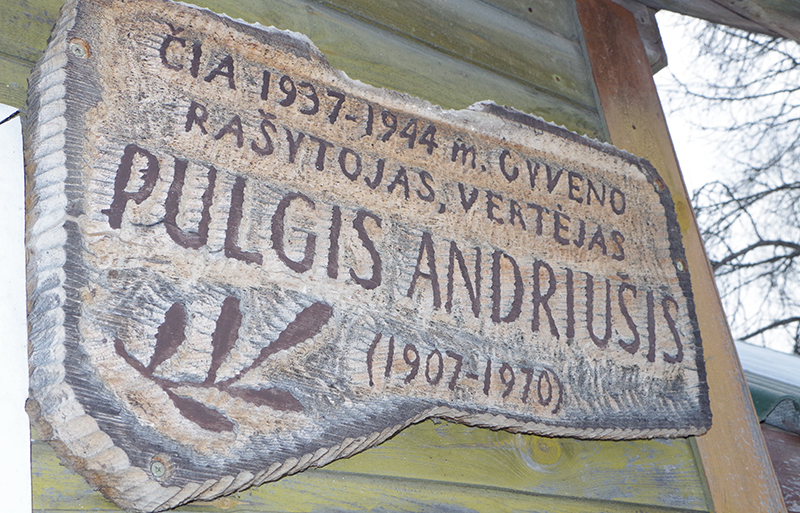 ČIA 1937-1944 m. GYVENO
RAŠYTOJAS, VERTĖJAS
PULGIS ANDRIUŠIS
(1907-1970)